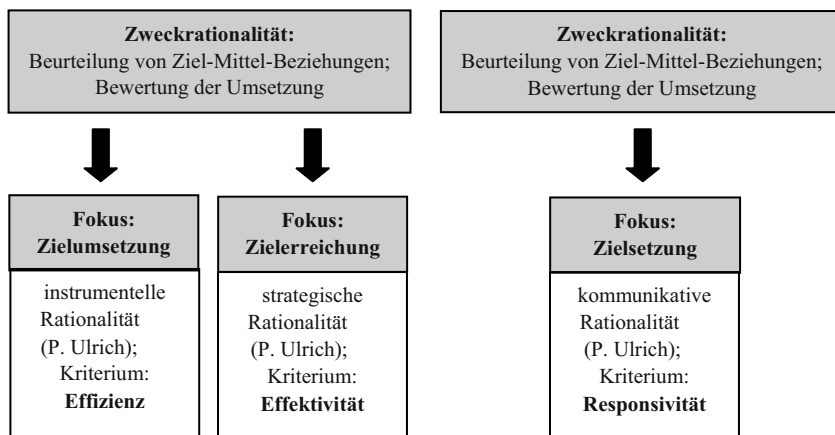 Zweckrationalität:
Beurteilung von Ziel-Mittel-Beziehungen;
Bewertung der Umsetzung
Zweckrationalität:
Beurteilung von Ziel-Mittel-Beziehungen;
Bewertung der Umsetzung
Fokus:
Zielumsetzung
instrumentelle
Rationalität
(P. Ulrich);
Kriterium:
Effizienz
Fokus:
Zielerreichung
strategische
Rationalität
(P. Ulrich);
Kriterium:
Effektivität
Fokus:
Zielsetzung
kommunikative
Rationalität
(P. Ulrich);
Kriterium:
Responsivität